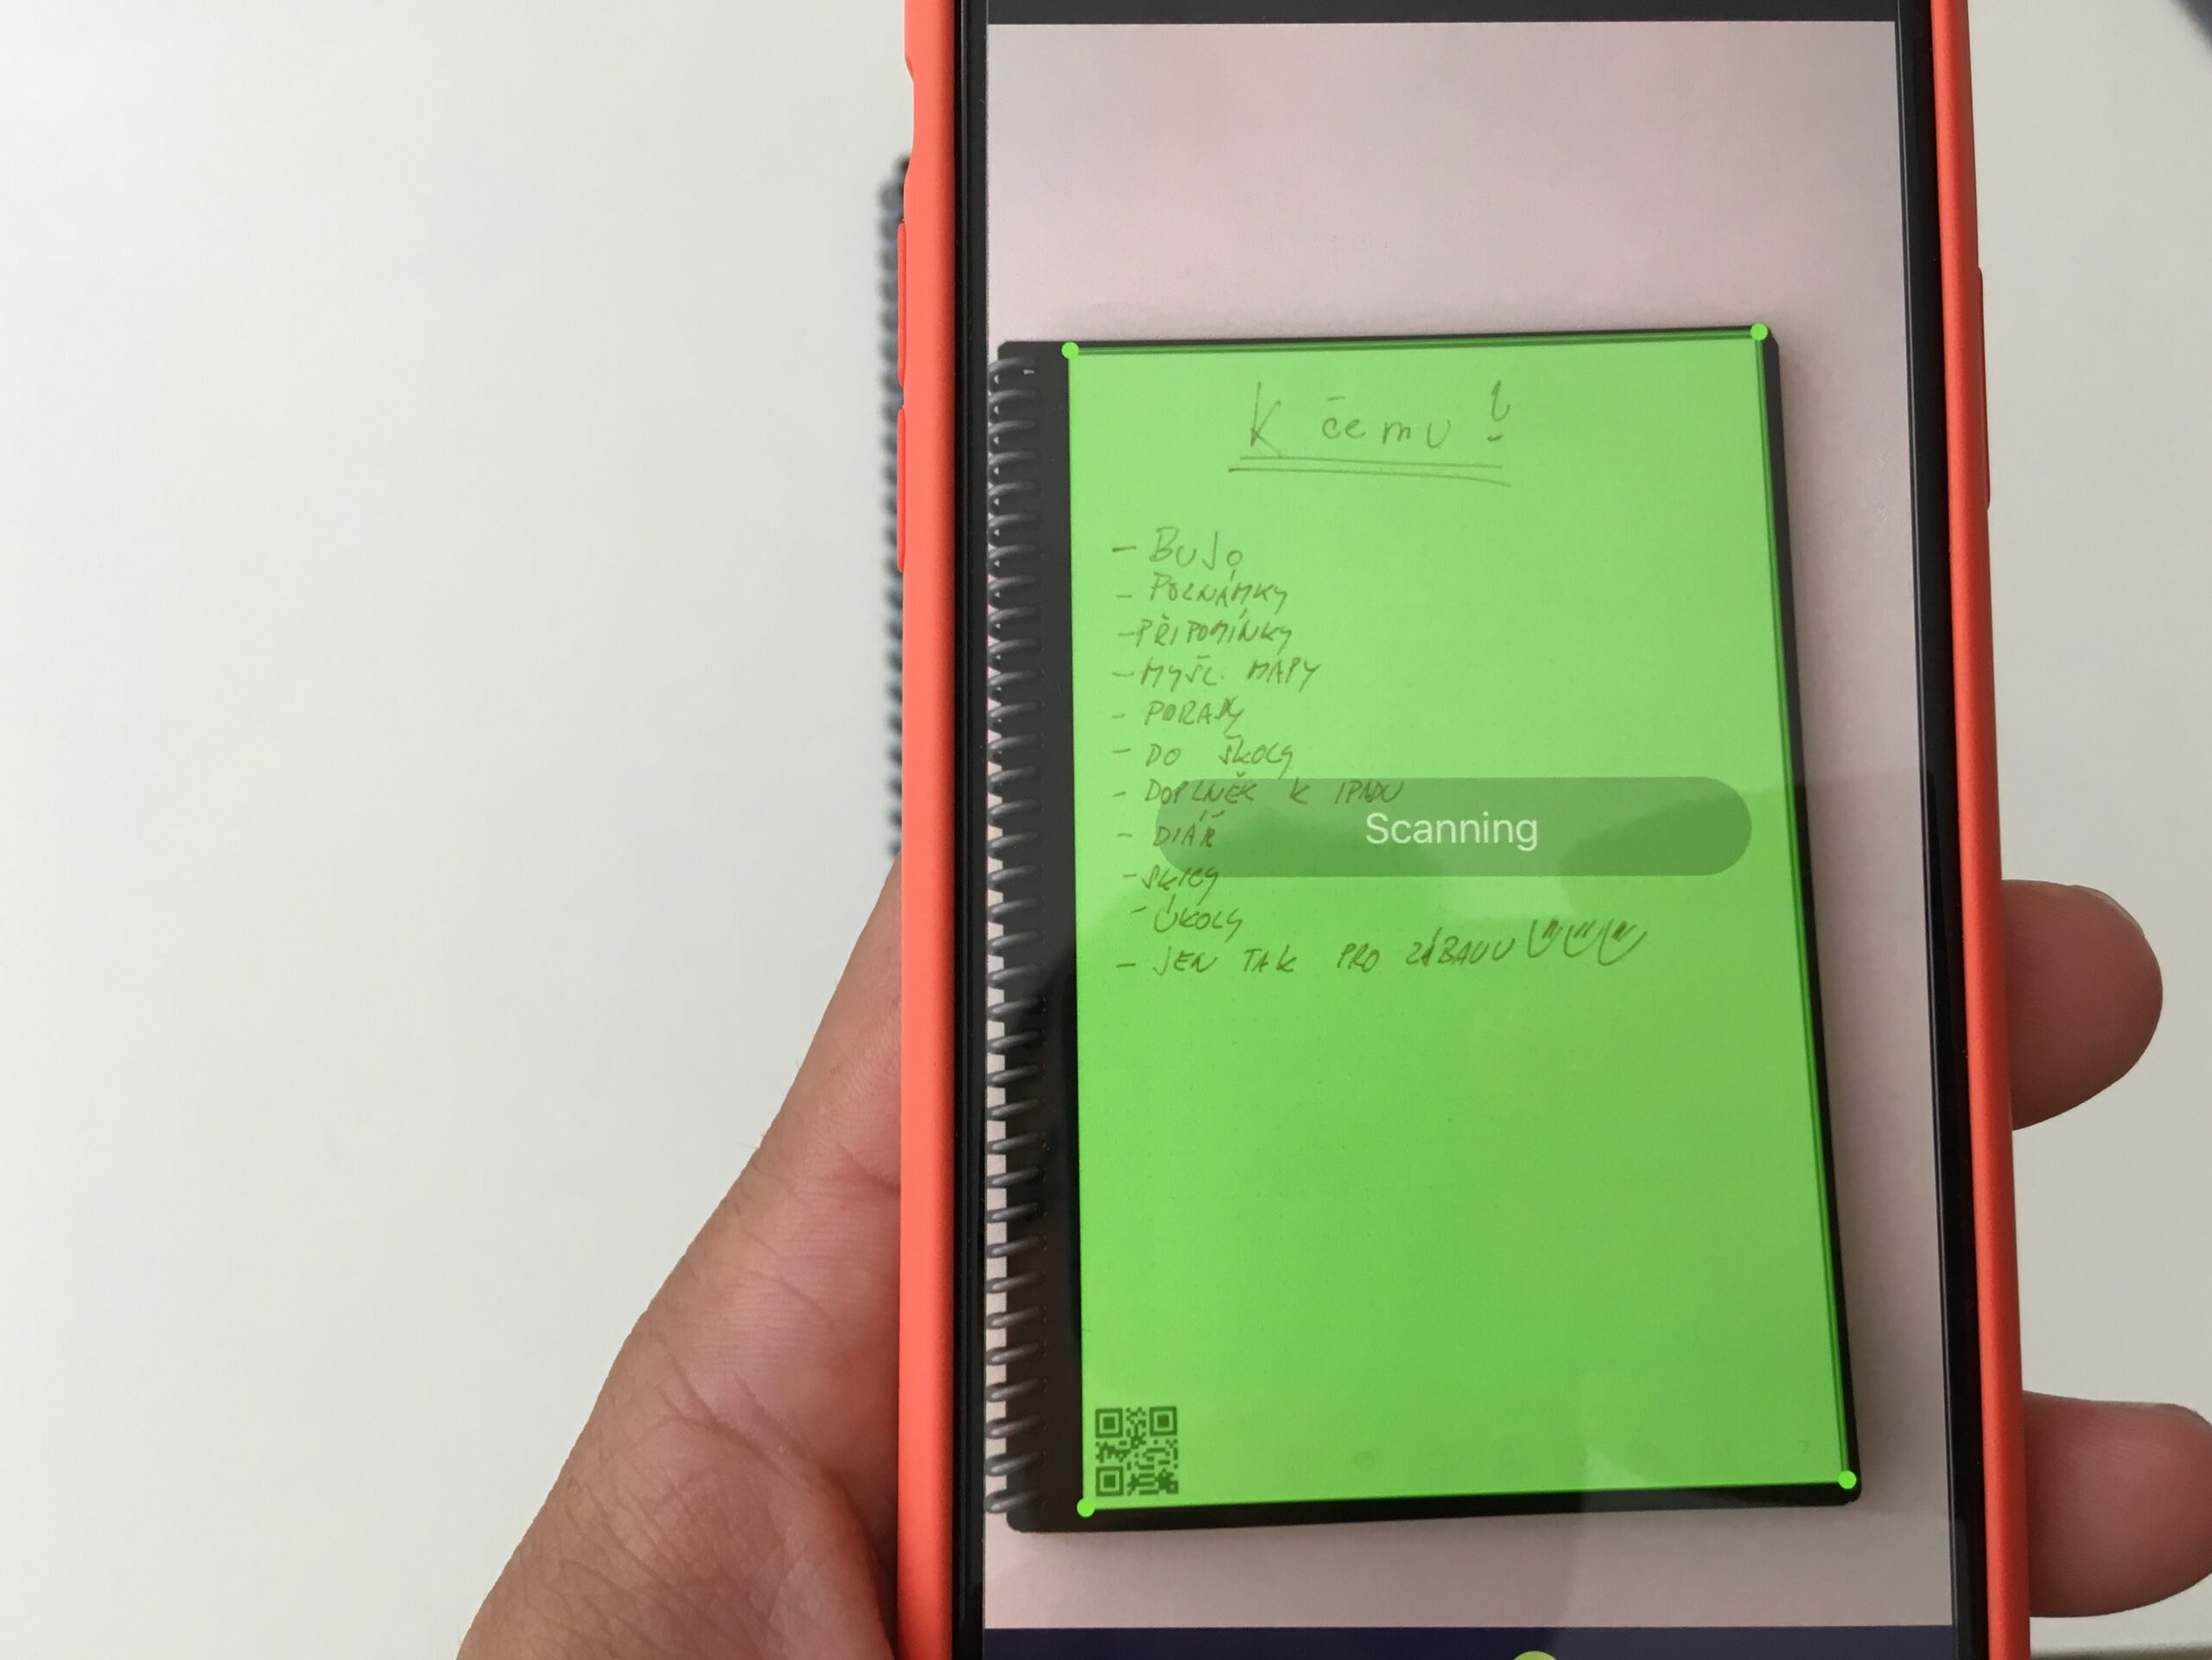 K čemu ?
- BUJO
- POZNÁMKY
- PŘIPOMÍNKY
- MYŠL. MAPY
- PORADY
- DO ŠKOLY
- DOPLNĚK K IPADU
Scanning
- DIÁŘ
- SKICY
- ÚKOLY
- JEN TAK PRO ZÁBAVU
7